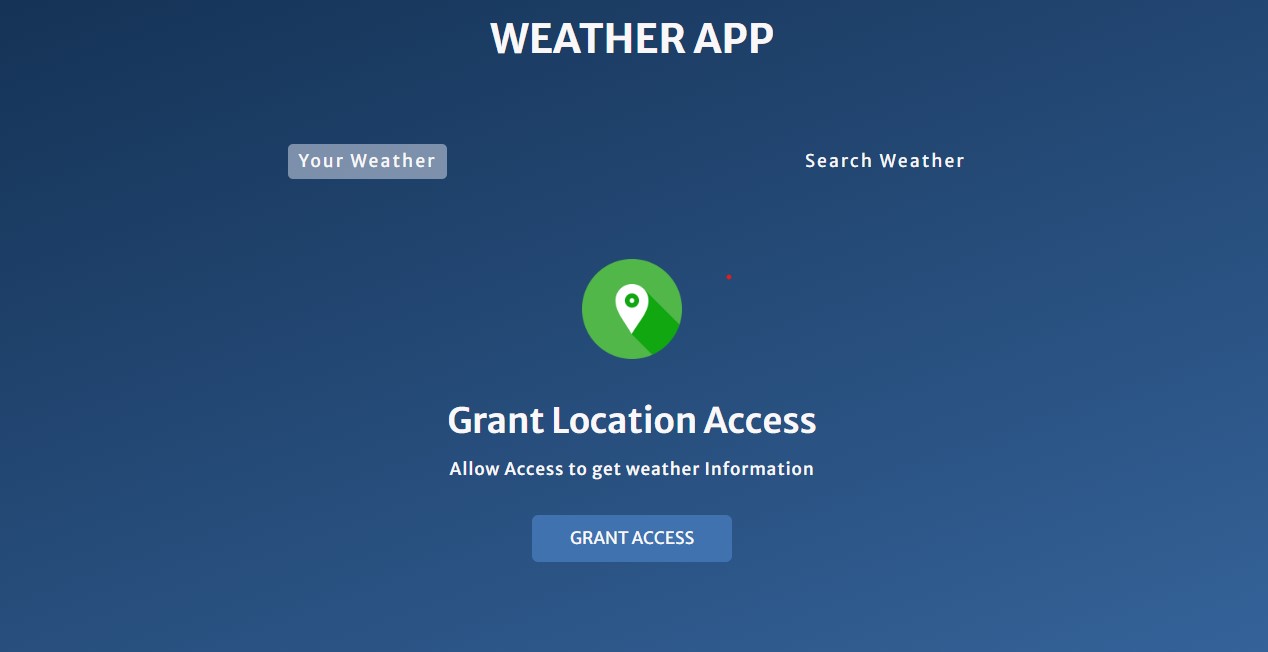 WEATHER APP
Your Weather
Search Weather
Grant Location Access
Allow Access to get weather Information
GRANT ACCESS